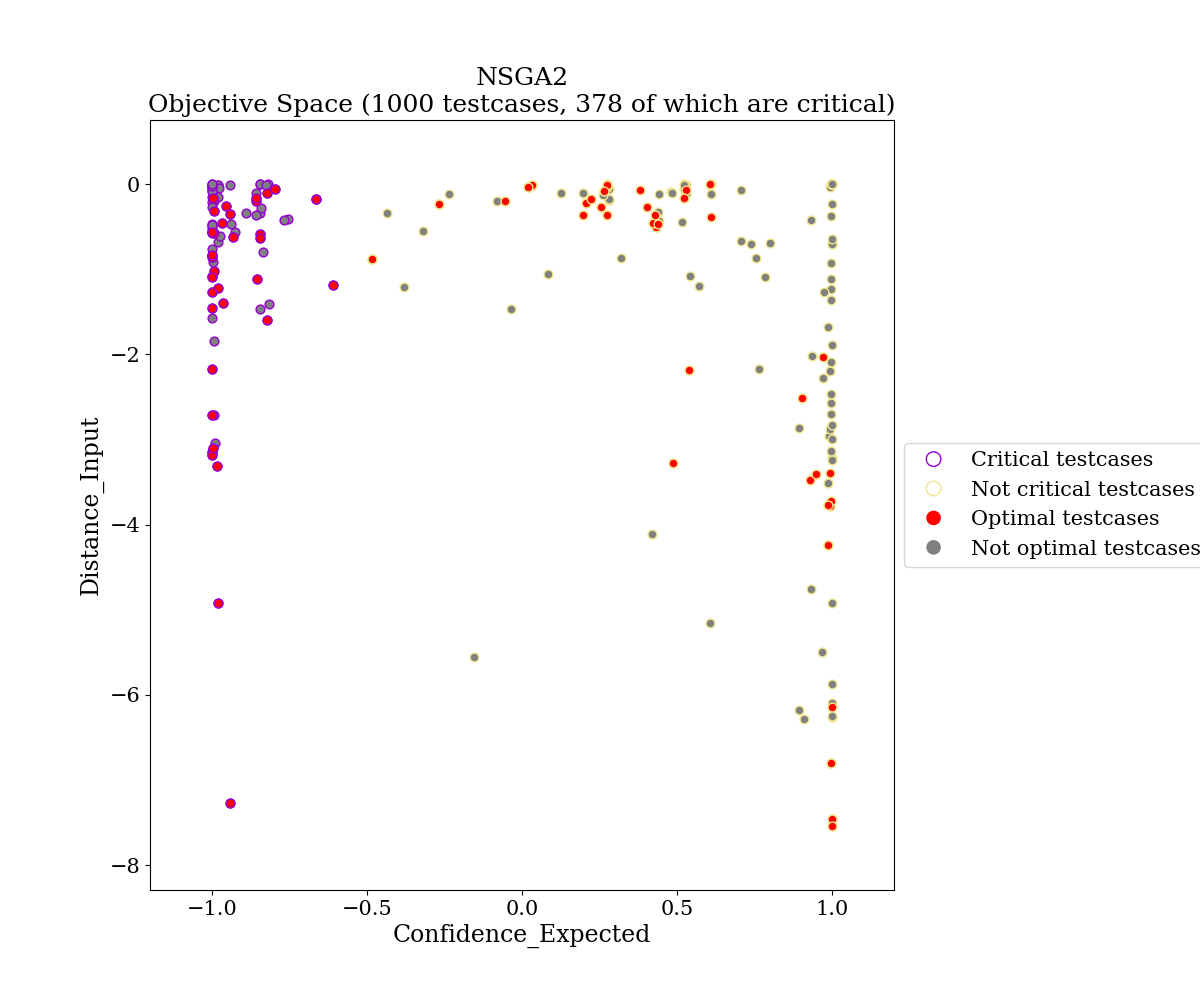 NSGA2
Objective Space (1000 testcases, 378 of which are critical)
0
−2
−4
−6
−8
Distance_Input
−1.0
−0.5
0.0
0.5
1.0
Confidence_Expected
Critical testcases
Not critical testcases
Optimal testcases
Not optimal testcases